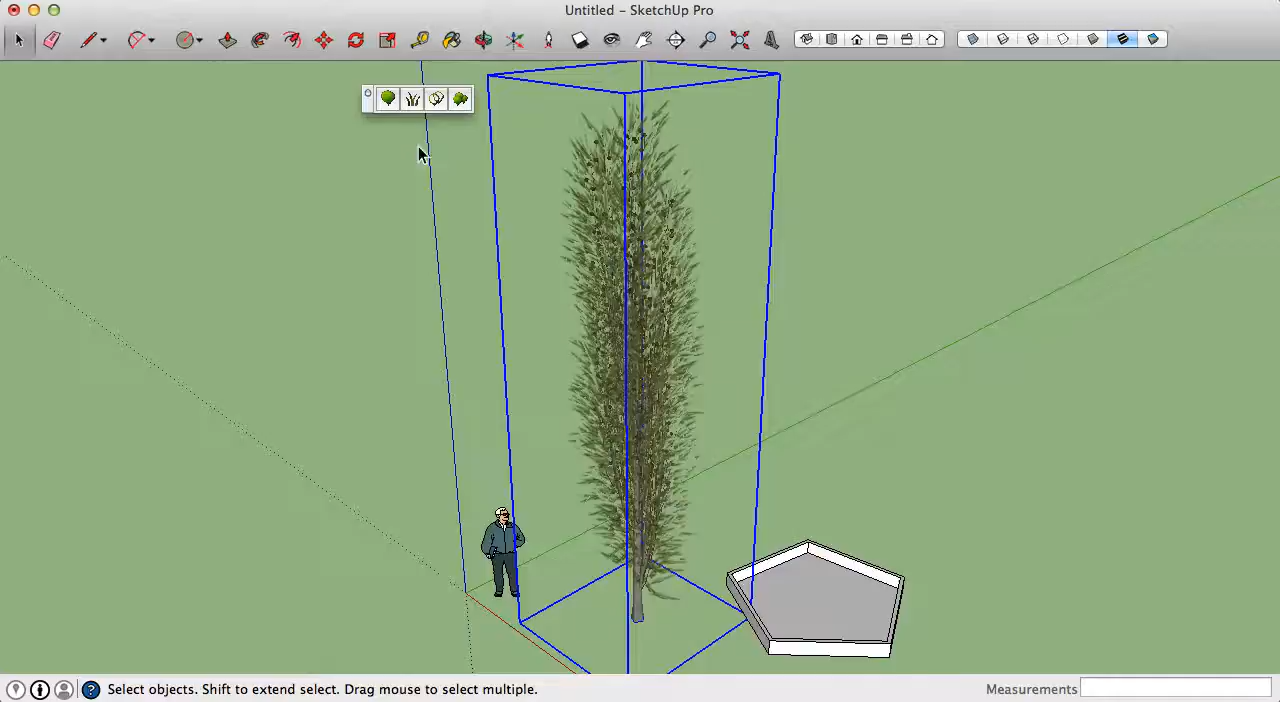 Untitled – SketchUp Pro
Select objects. Shift to extend select. Drag mouse to select multiple.
Measurements